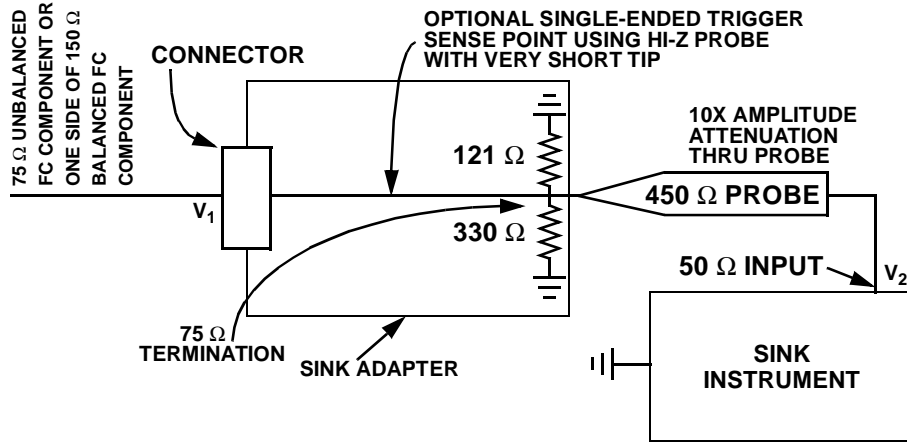 75 Ω UNBALANCED
FC COMPONENT OR
ONE SIDE OF 150 Ω
BALANCED FC
COMPONENT
CONNECTOR
OPTIONAL SINGLE-ENDED TRIGGER
SENSE POINT USING HI-Z PROBE
WITH VERY SHORT TIP
10X AMPLITUDE
ATTENUATION
THRU PROBE
121 Ω
450 Ω PROBE
V1
330 Ω
50 Ω INPUT
V2
75 Ω
TERMINATION
SINK ADAPTER
SINK
INSTRUMENT